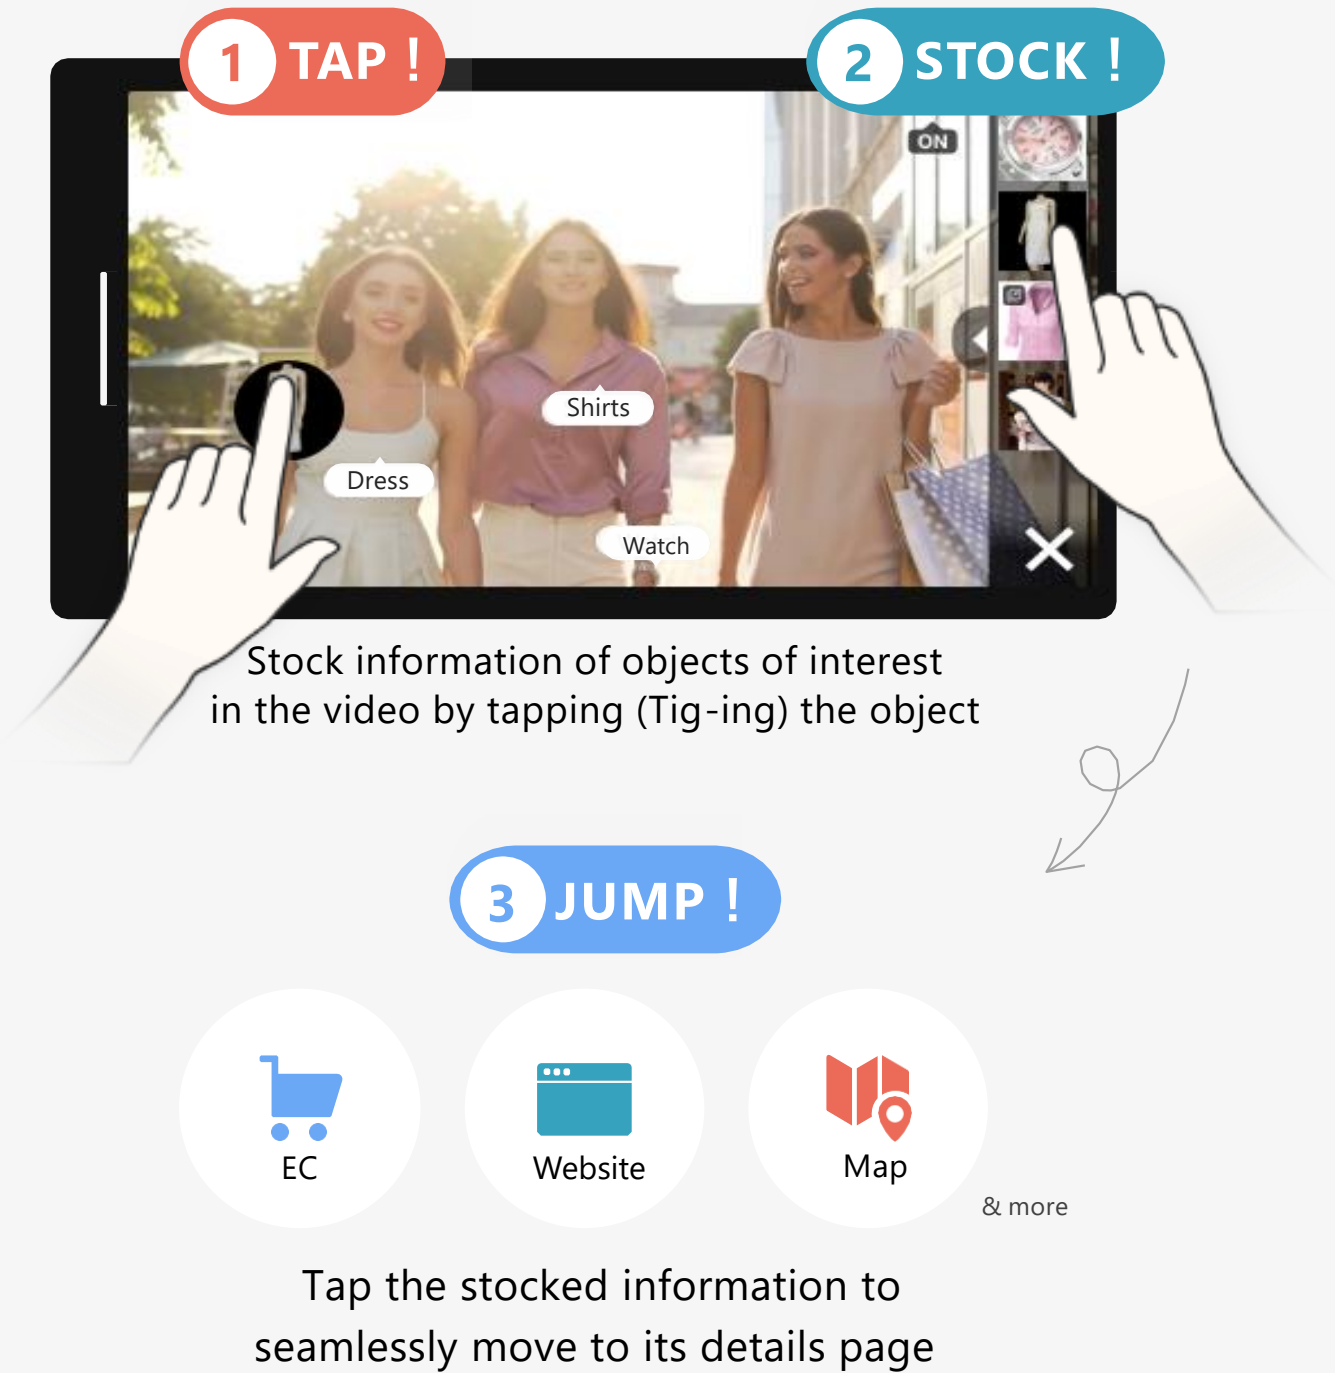 1 TAP！
2 STOCK！
ON
Shirts
Dress
Watch
Stock information of objects of interest
in the video by tapping (Tig-ing) the object
3 JUMP！
EC
Website
Map
& more
Tap the stocked information to
seamlessly move to its details page